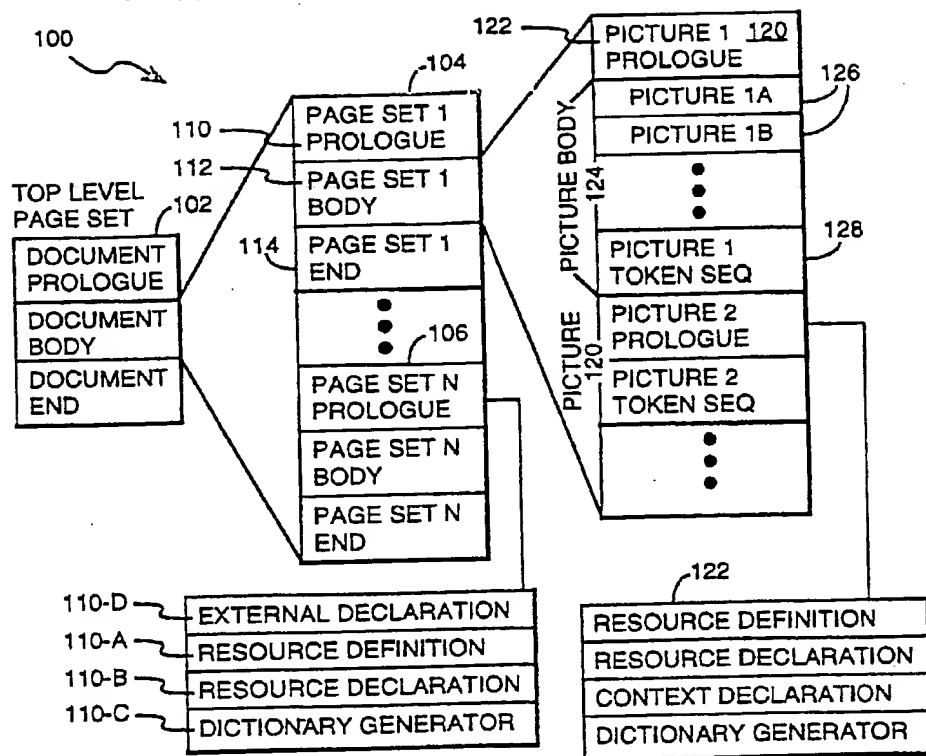 100
TOP LEVEL
PAGE SET
102
DOCUMENT
PROLOGUE
DOCUMENT
BODY
DOCUMENT
END
104
110
PAGE SET 1
PROLOGUE
112
PAGE SET 1
BODY
114
PAGE SET 1
END
106
PAGE SET N
PROLOGUE
PAGE SET N
BODY
PAGE SET N
END
122
PICTURE 1 120
PROLOGUE
PICTURE 1A
126
PICTURE 1B
PICTURE BODY
124
PICTURE 1
TOKEN SEQ
128
PICTURE
120
PICTURE 2
PROLOGUE
PICTURE 2
TOKEN SEQ
110-D
EXTERNAL DECLARATION
110-A
RESOURCE DEFINITION
110-B
RESOURCE DECLARATION
110-C
DICTIONARY GENERATOR
122
RESOURCE DEFINITION
RESOURCE DECLARATION
CONTEXT DECLARATION
DICTIONARY GENERATOR